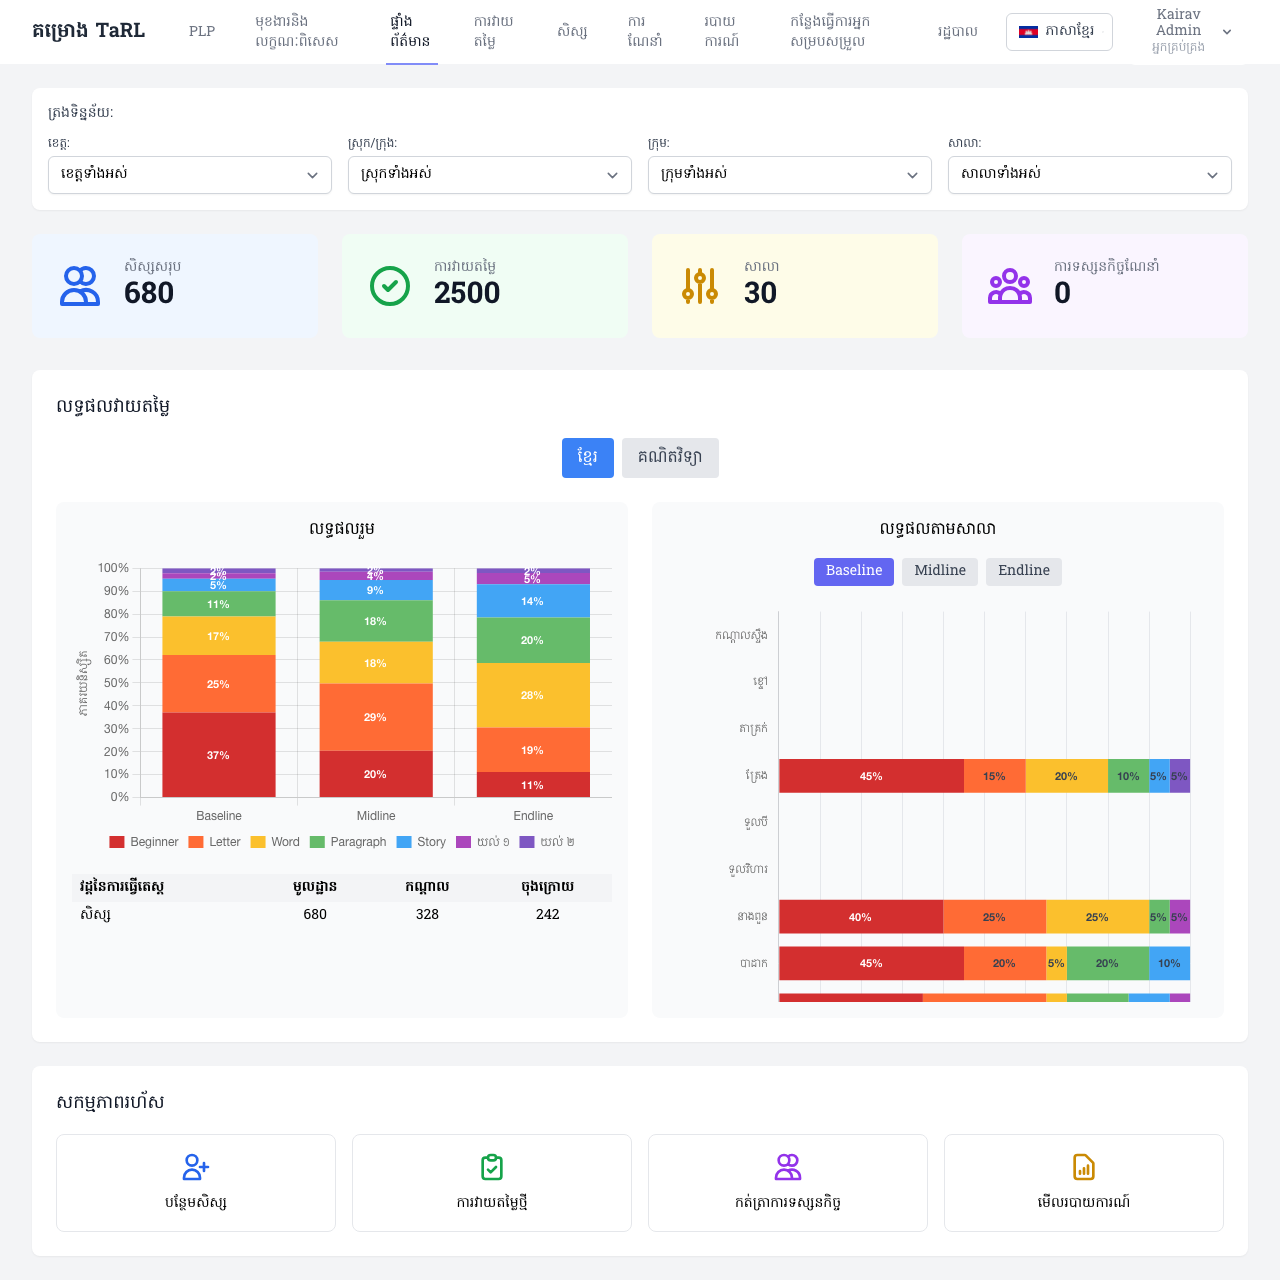 គម្រោង TaRL
PLP
មុខងារនិង
លក្ខណៈពិសេស
ផ្ទាំង
ព័ត៌មាន
ការវាយ
តម្លៃ
សិស្ស
ការ
ណែនាំ
របាយ
ការណ៍
កន្លែងធ្វើការអ្នក
សម្របសម្រួល
រដ្ឋបាល
ភាសាខ្មែរ
Kairav
Admin
អ្នកគ្រប់គ្រង
ត្រងទិន្នន័យ:
ខេត្ត:
ស្រុក/ក្រុង:
ក្រុម:
សាលា:
ខេត្តទាំងអស់
ស្រុកទាំងអស់
ក្រុមទាំងអស់
សាលាទាំងអស់
សិស្សសរុប
680
ការវាយតម្លៃ
2500
សាលា
30
ការទស្សនកិច្ចណែនាំ
0
លទ្ធផលវាយតម្លៃ
ខ្មែរ
គណិតវិទ្យា
លទ្ធផលរួម
100%
90%
80%
70%
60%
50%
40%
30%
20%
10%
0%
ភាគរយនិស្សិត
2%
2%
5%
11%
17%
25%
37%
2%
4%
9%
18%
18%
29%
20%
2%
5%
14%
20%
28%
19%
11%
Baseline
Midline
Endline
Beginner
Letter
Word
Paragraph
Story
យល់ ១
យល់ ២
វដ្តនៃការធ្វើតេស្ត
មូលដ្ឋាន
កណ្តាល
ចុងក្រោយ
សិស្ស
680
328
242
លទ្ធផលតាមសាលា
Baseline
Midline
Endline
កណ្តាលស្ទឹង
ខ្ទៅ
តាគ្រក់
ត្រែង
45%
15%
20%
10%
5%
5%
ទួលបី
ទួលវិហារ
នាងពួន
40%
25%
25%
5%
5%
បាដាក
45%
20%
5%
20%
10%
សកម្មភាពរហ័ស
បន្ថែមសិស្ស
ការវាយតម្លៃថ្មី
កត់ត្រាការទស្សនកិច្ច
មើលរបាយការណ៍